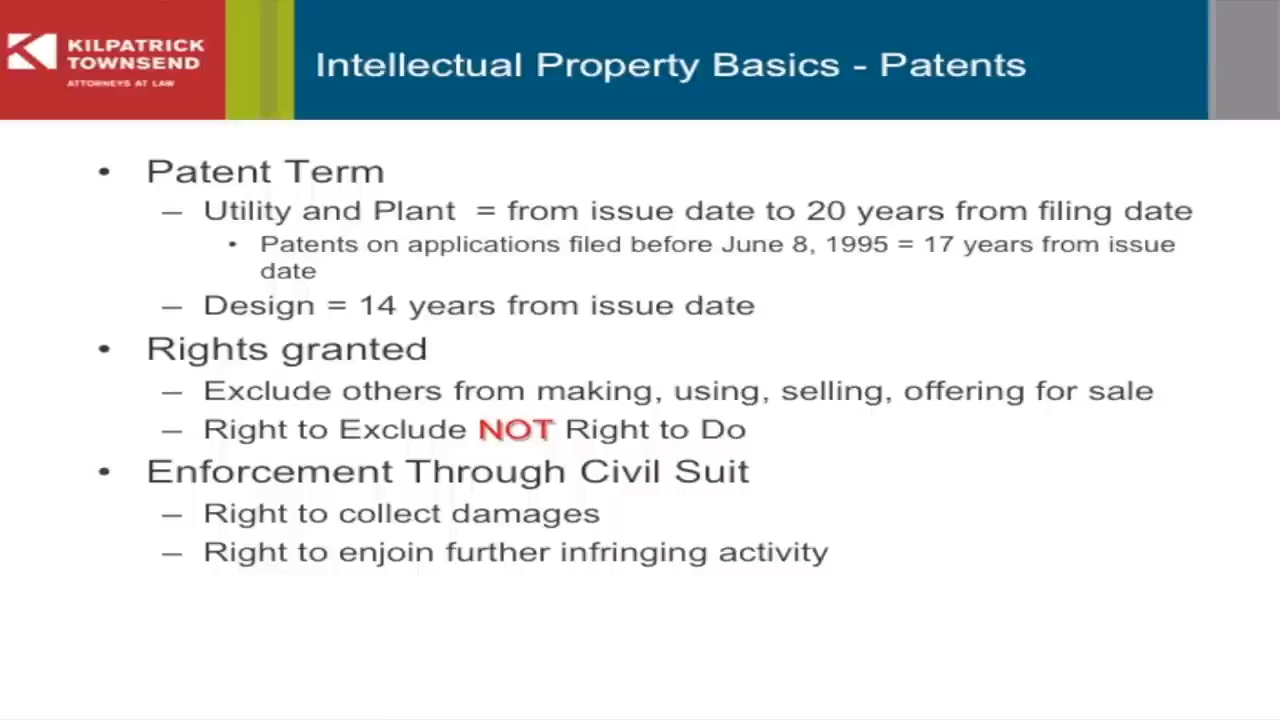 KILPATRICK
TOWNSEND
ATTORNEYS AT LAW
Intellectual Property Basics - Patents
• Patent Term
– Utility and Plant = from issue date to 20 years from filing date
• Patents on applications filed before June 8, 1995 = 17 years from issue
date
– Design = 14 years from issue date
• Rights granted
– Exclude others from making, using, selling, offering for sale
– Right to Exclude NOT Right to Do
• Enforcement Through Civil Suit
– Right to collect damages
– Right to enjoin further infringing activity